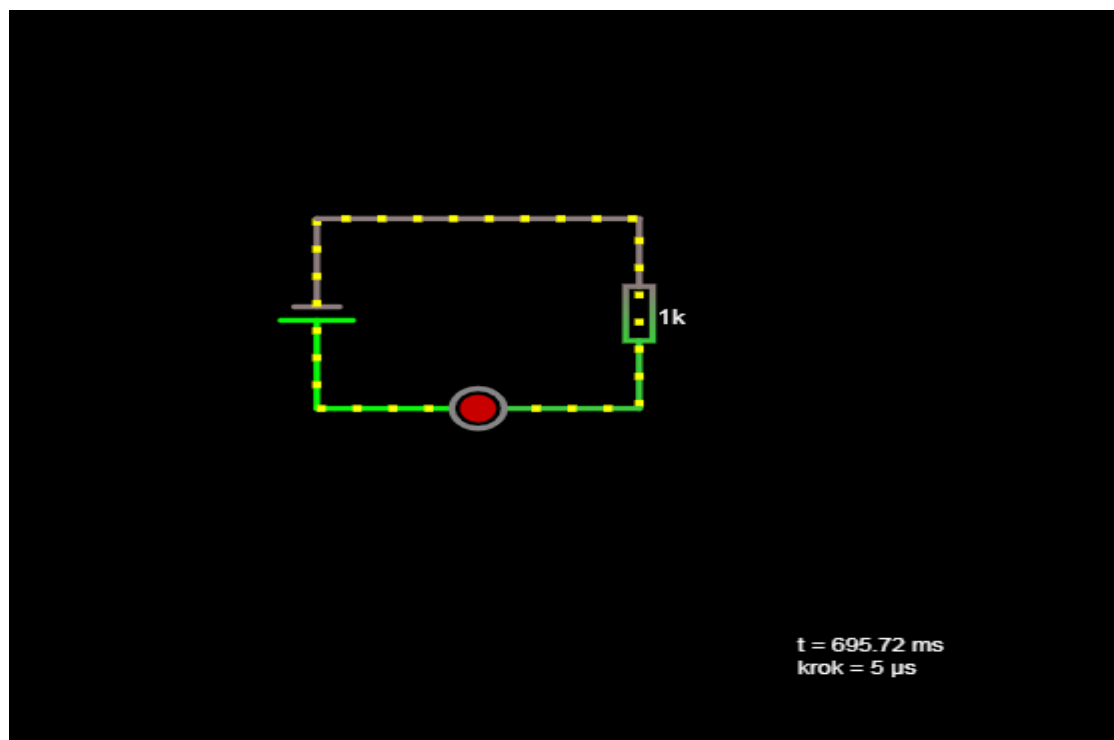 1k
t = 695.72 ms
krok = 5 µs